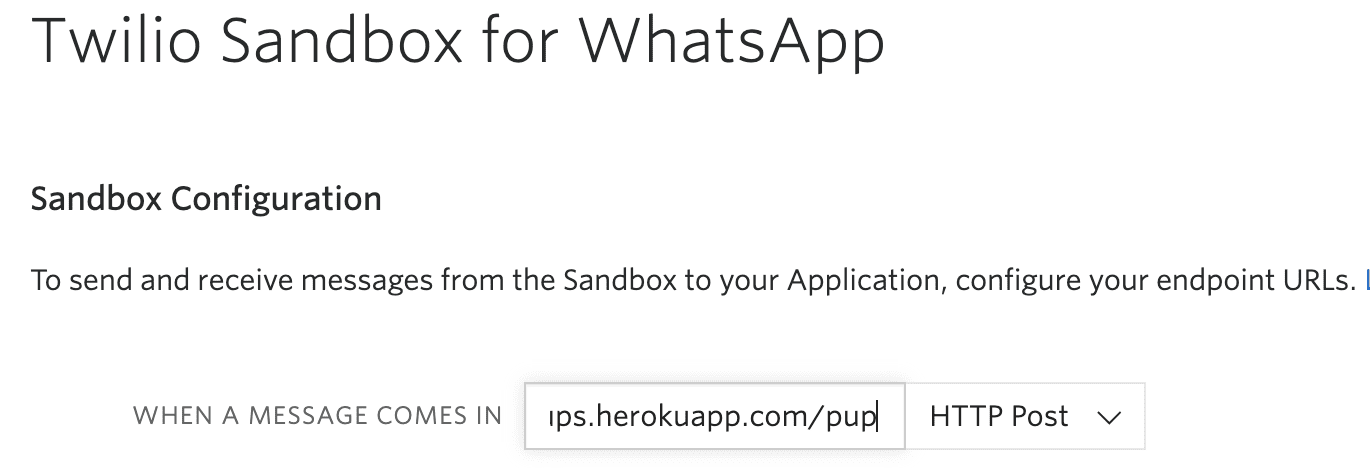 Twilio Sandbox for WhatsApp
Sandbox Configuration
To send and receive messages from the Sandbox to your Application, configure your endpoint URLs.
WHEN A MESSAGE COMES IN ips.herokuapp.com/pup HTTP Post